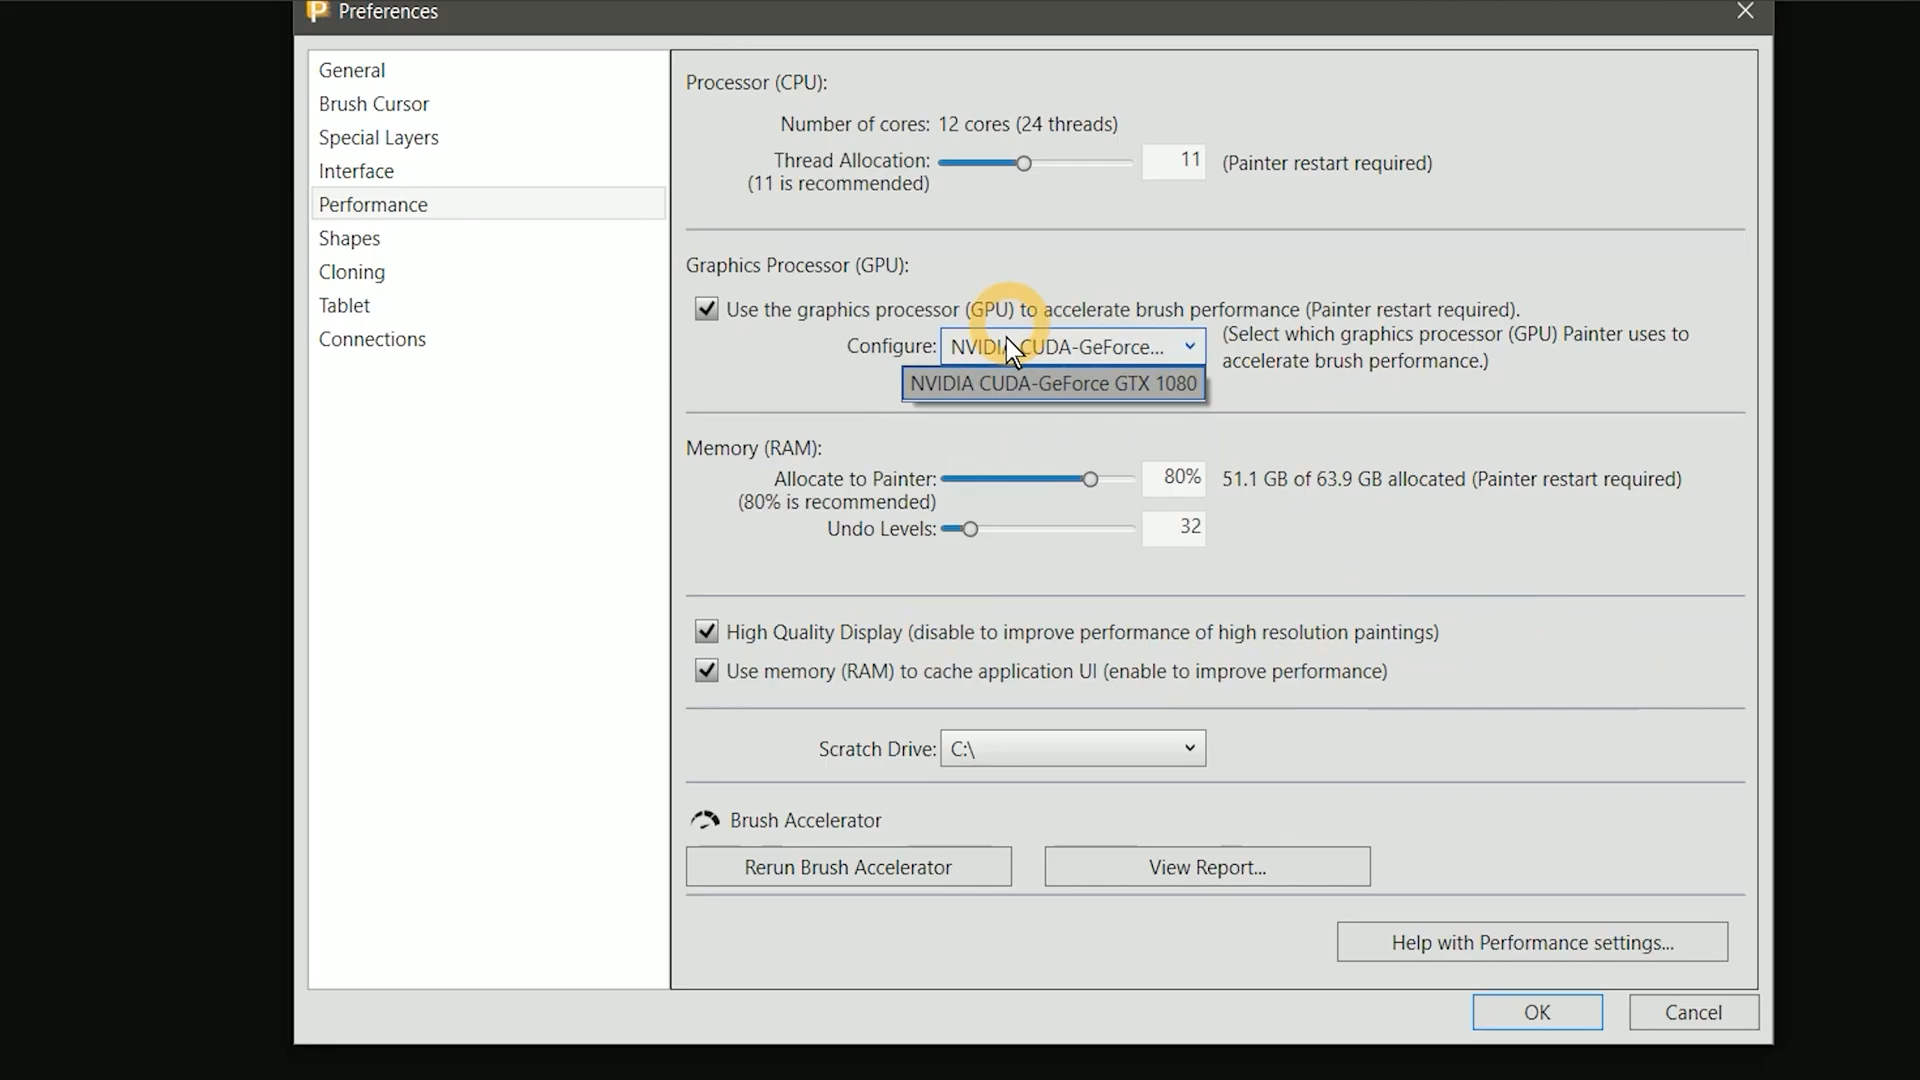 P Preferences
General
Brush Cursor
Special Layers
Interface
Performance
Shapes
Cloning
Tablet
Connections
Processor (CPU):
Number of cores: 12 cores (24 threads)
Thread Allocation: 11 (Painter restart required)
(11 is recommended)
Graphics Processor (GPU):
Use the graphics processor (GPU) to accelerate brush performance (Painter restart required).
Configure: NVIDIA CUDA-GeForce... (Select which graphics processor (GPU) Painter uses to
accelerate brush performance.)
NVIDIA CUDA-GeForce GTX 1080
Memory (RAM):
Allocate to Painter: 80% 51.1 GB of 63.9 GB allocated (Painter restart required)
(80% is recommended)
Undo Levels: 32
High Quality Display (disable to improve performance of high resolution paintings)
Use memory (RAM) to cache application UI (enable to improve performance)
Scratch Drive: C:\
Brush Accelerator
Rerun Brush Accelerator
View Report...
Help with Performance settings...
OK
Cancel